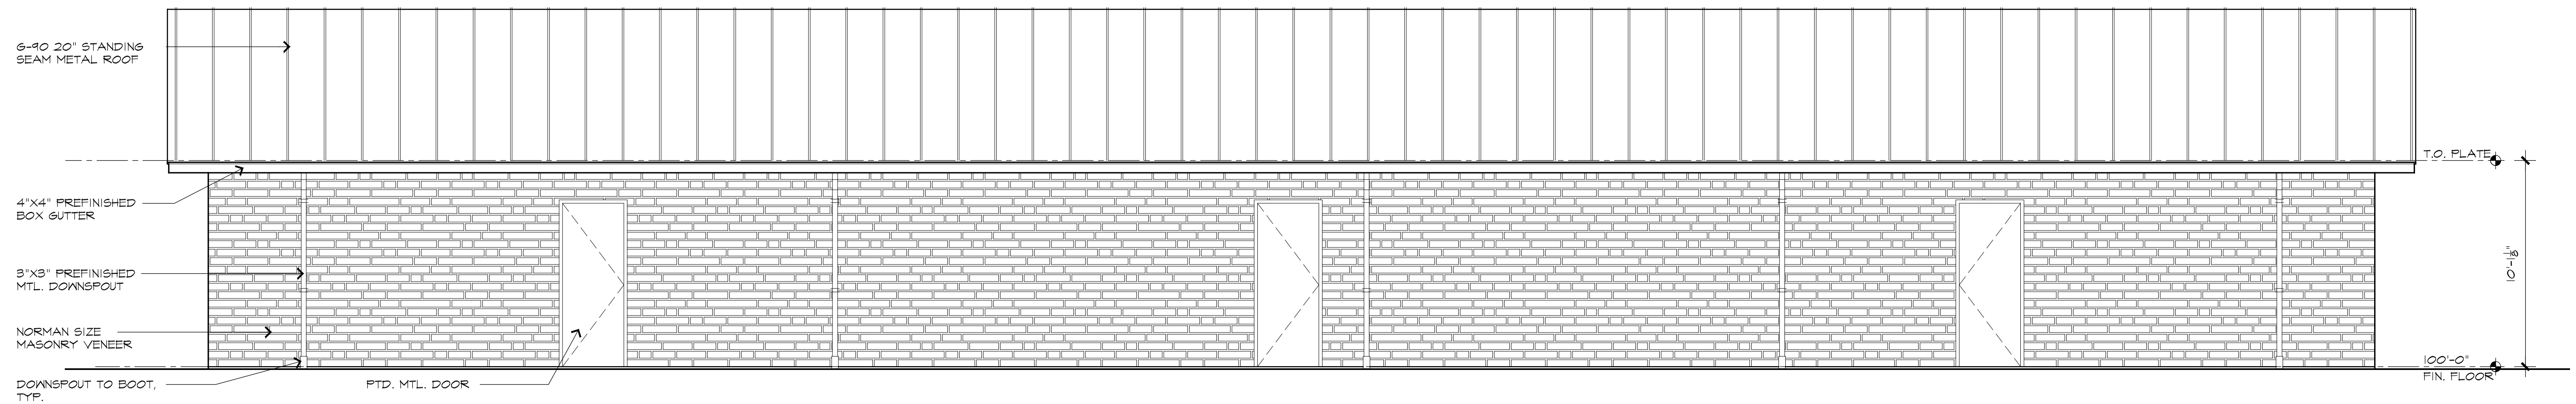 G-90 20" STANDING
SEAM METAL ROOF
4"X4" PREFINISHED
BOX GUTTER
3"X3" PREFINISHED
MTL. DOWNSPOUT
NORMAN SIZE
MASONRY VENEER
DOWNSPOUT TO BOOT,
TYP.
PTD. MTL. DOOR
T.O. PLATE
10'-1 1/8"
100'-0"
FIN. FLOOR